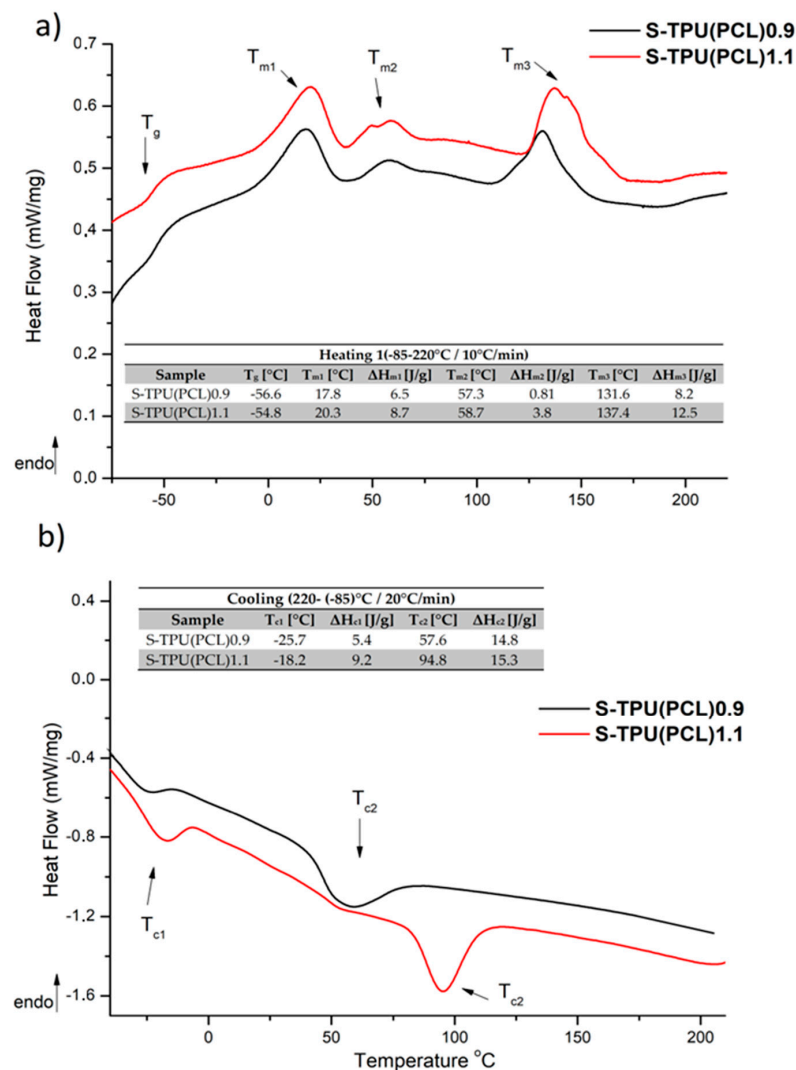 a)
S-TPU(PCL)0.9
S-TPU(PCL)1.1
0.7
0.6
0.5
0.4
0.3
0.2
0.1
0.0
Heat Flow (mW/mg)
endo
Tg
Tm1
Tm2
Tm3
Heating 1(-85-220°C / 10°C/min)
Sample Tg [°C] Tm1 [°C] ΔHm1 [J/g] Tm2 [°C] ΔHm2 [J/g] Tm3 [°C] ΔHm3 [J/g]
S-TPU(PCL)0.9 -56.6 17.8 6.5 57.3 0.81 131.6 8.2
S-TPU(PCL)1.1 -54.8 20.3 8.7 58.7 3.8 137.4 12.5
-50 0 50 100 150 200
b)
0.4
0.0
-0.4
-0.8
-1.2
-1.6
Heat Flow (mW/mg)
endo
Cooling (220- (-85)°C / 20°C/min)
Sample Tc1 [°C] ΔHc1 [J/g] Tc2 [°C] ΔHc2 [J/g]
S-TPU(PCL)0.9 -25.7 5.4 57.6 14.8
S-TPU(PCL)1.1 -18.2 9.2 94.8 15.3
S-TPU(PCL)0.9
S-TPU(PCL)1.1
Tc2
Tc1
Tc2
0 50 100 150 200
Temperature °C